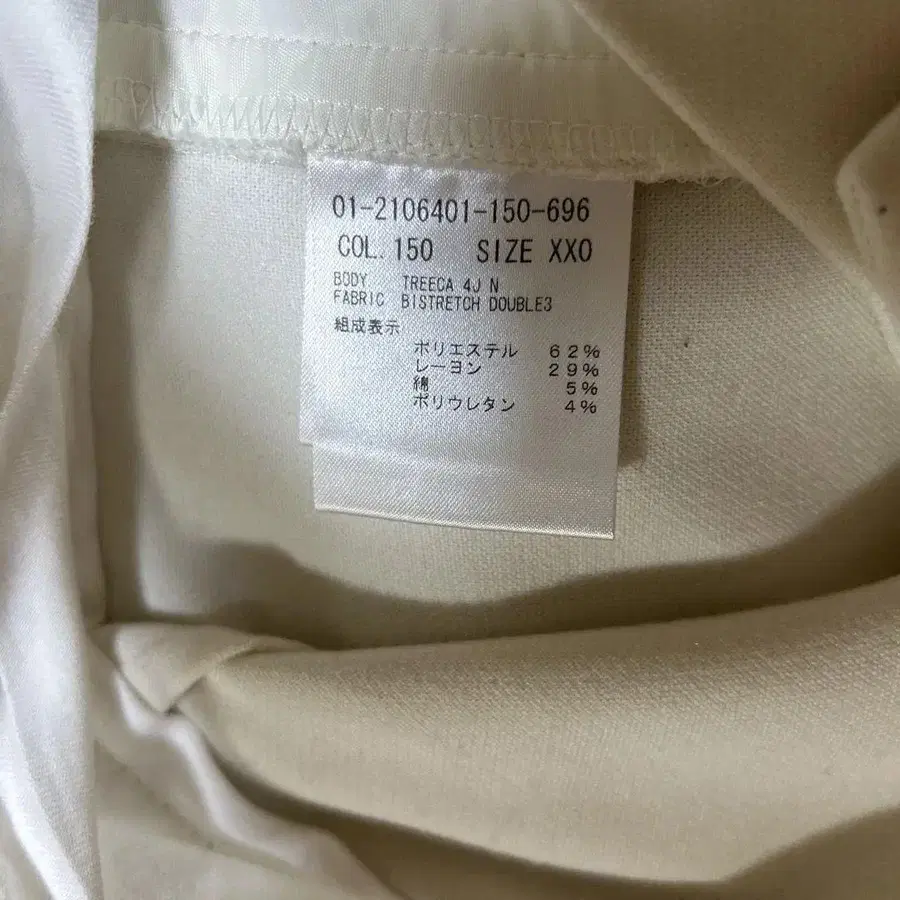 01-2106401-150-696
COL. 150 SIZE XXO
BODY TREECA 4J N
FABRIC BISTRETCH DOUBLE3
組成表示
ポリエステル 62%
レーヨン 29%
綿 5%
ポリウレタン 4%